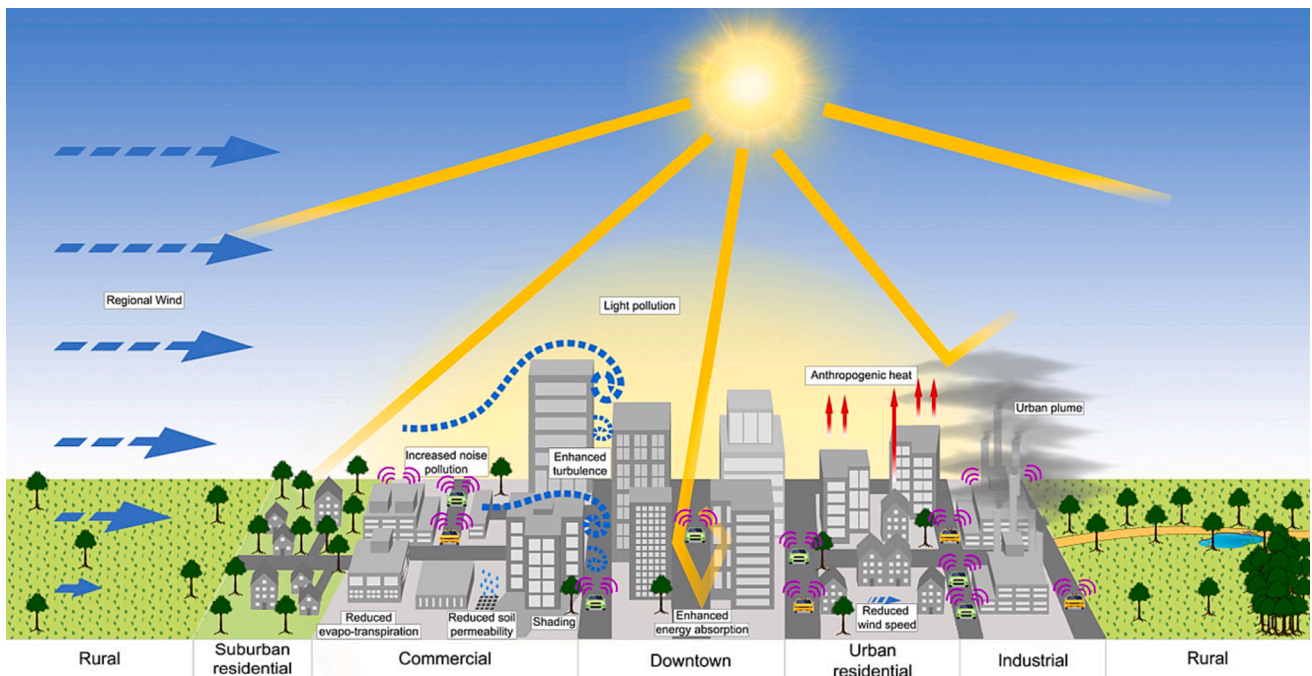 Regional Wind
Light pollution
Anthropogenic heat
Urban plume
Increased noise
pollution
Enhanced
turbulence
Reduced
evapo-transpiration
Reduced soil
permeability
Shading
Enhanced
energy absorption
Reduced
wind speed
Rural
Suburban
residential
Commercial
Downtown
Urban
residential
Industrial
Rural